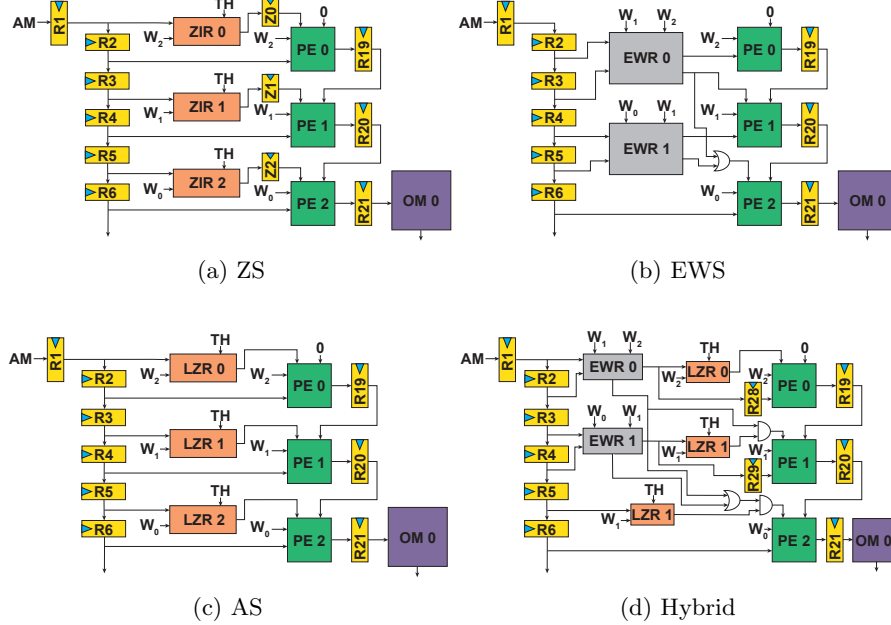 TH
0
AM
R1
ZIR 0
Z0
R2
W2
PE 0
R19
TH
Z1
R3
ZIR 1
W1
R4
W1
PE 1
R20
TH
Z2
R5
ZIR 2
W0
R6
W0
PE 2
R21
OM 0
(a) ZS
W1 W2
0
AM
R1
R2
EWR 0
W2
PE 0
R19
R3
W0 W1
W1
R4
EWR 1
PE 1
R20
R5
R6
W0
PE 2
R21
OM 0
(b) EWS
TH
0
AM
R1
LZR 0
R2
W2
W2
PE 0
R19
TH
R3
LZR 1
W1
R4
W1
PE 1
R20
TH
R5
LZR 2
W0
R6
W0
PE 2
R21
OM 0
(c) AS
W1 W2
TH
0
AM
R1
EWR 0
LZR 0
R2
W2
W2
PE 0
R28
R19
R3
W0 W1
TH
EWR 1
LZR 1
R4
W1
W1
PE 1
R29
R20
R5
TH
LZR 1
R6
W1
W0
PE 2
R21
OM 0
(d) Hybrid